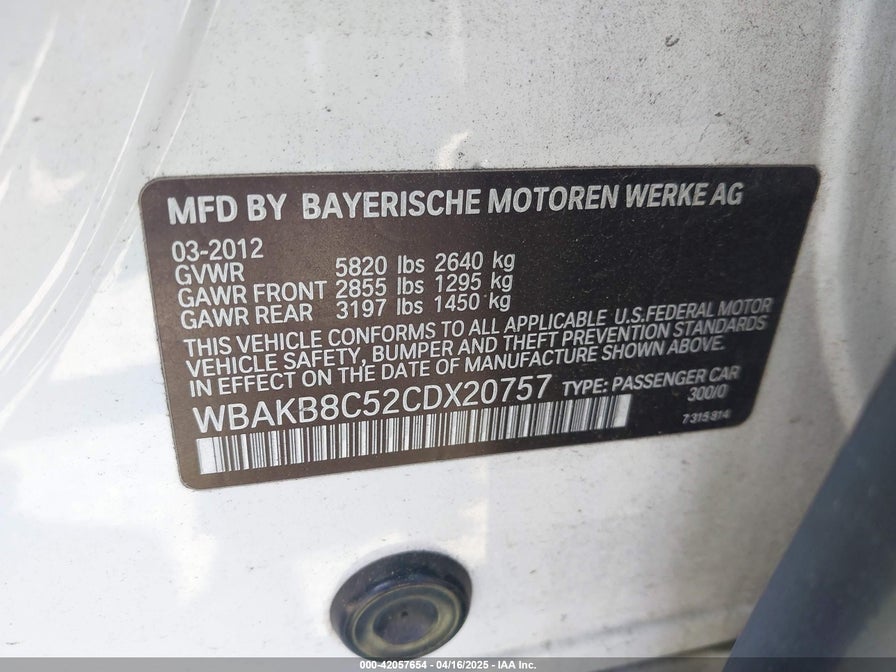 MFD BY BAYERISCHE MOTOREN WERKE AG
03-2012
GVWR 5820 lbs 2640 kg
GAWR FRONT 2855 lbs 1295 kg
GAWR REAR 3197 lbs 1450 kg
THIS VEHICLE CONFORMS TO ALL APPLICABLE U.S.FEDERAL MOTOR
VEHICLE SAFETY, BUMPER AND THEFT PREVENTION STANDARDS
IN EFFECT ON THE DATE OF MANUFACTURE SHOWN ABOVE.
WBAKB8C52CDX20757 TYPE: PASSENGER CAR
300/0
7 315 814
000-42057654 - 04/16/2025 - IAA Inc.